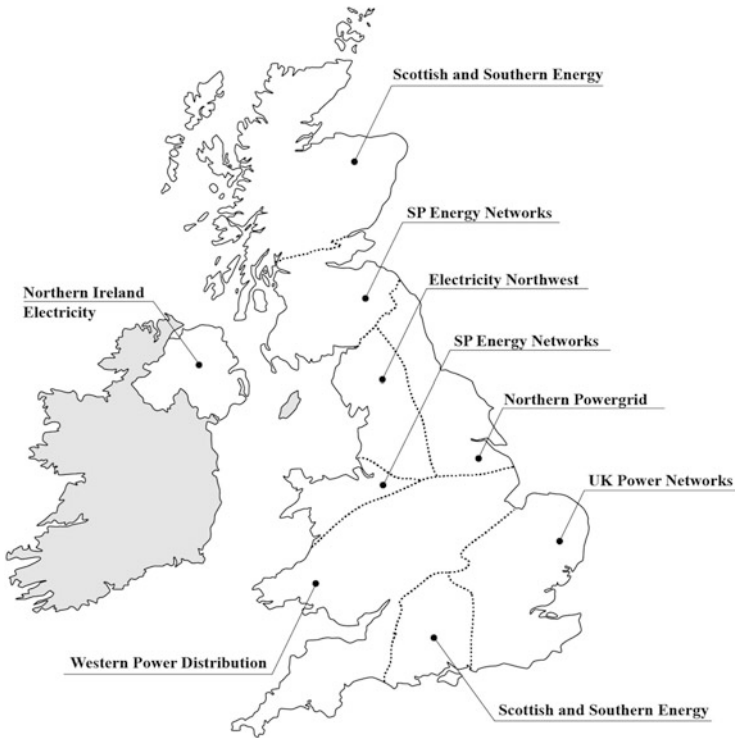 Scottish and Southern Energy
SP Energy Networks
Electricity Northwest
Northern Ireland
Electricity
SP Energy Networks
Northern Powergrid
UK Power Networks
Western Power Distribution
Scottish and Southern Energy